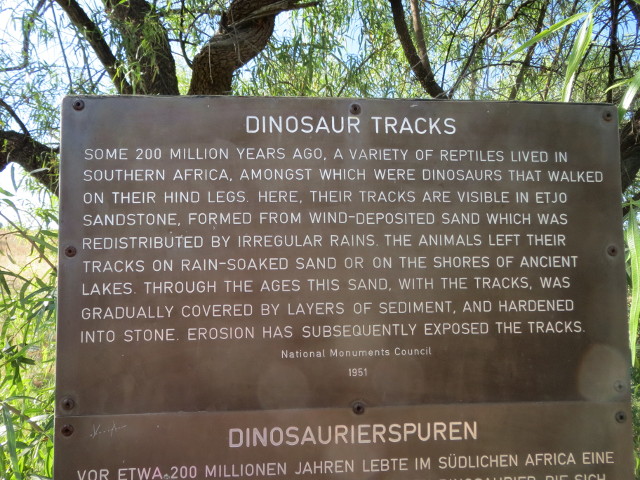 DINOSAUR TRACKS
SOME 200 MILLION YEARS AGO, A VARIETY OF REPTILES LIVED IN
SOUTHERN AFRICA, AMONGST WHICH WERE DINOSAURS THAT WALKED
ON THEIR HIND LEGS. HERE, THEIR TRACKS ARE VISIBLE IN ETJO
SANDSTONE, FORMED FROM WIND-DEPOSITED SAND WHICH WAS
REDISTRIBUTED BY IRREGULAR RAINS. THE ANIMALS LEFT THEIR
TRACKS ON RAIN-SOAKED SAND OR ON THE SHORES OF ANCIENT
LAKES. THROUGH THE AGES THIS SAND, WITH THE TRACKS, WAS
GRADUALLY COVERED BY LAYERS OF SEDIMENT, AND HARDENED
INTO STONE. EROSION HAS SUBSEQUENTLY EXPOSED THE TRACKS.
National Monuments Council
1951
DINOSAURIERSPUREN
VOR ETWA 200 MILLIONEN JAHREN LEBTE IM SÜDLICHEN AFRICA EINE
DINOSAURIER, DIE SICH